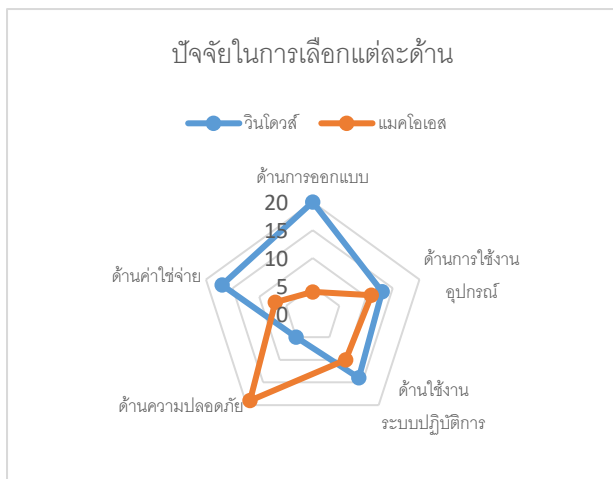 ปัจจัยในการเลือกแต่ละด้าน
วินโดวส์ แมคโอเอส
ด้านการออกแบบ
20
15
10
5
0
ด้านการใช้งาน
อุปกรณ์
ด้านใช้งาน
ระบบปฏิบัติการ
ด้านความปลอดภัย
ด้านค่าใช่จ่าย